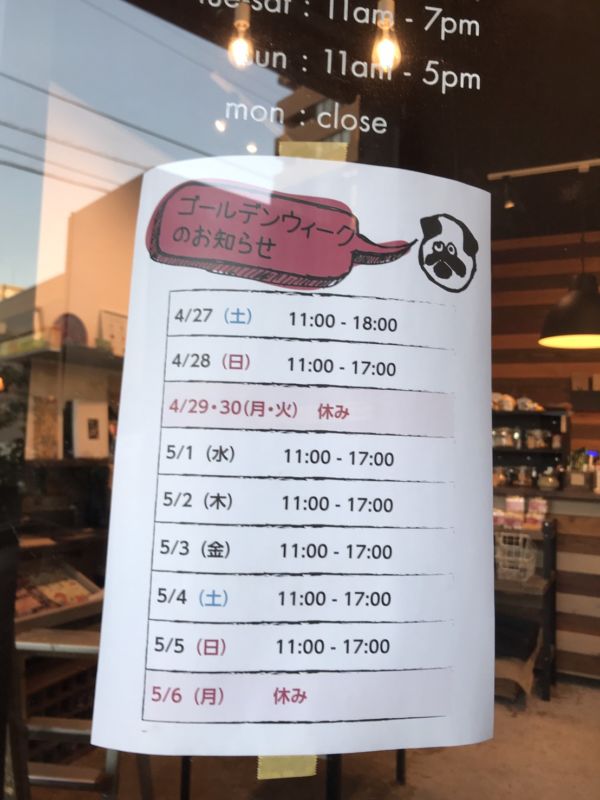 tue-sat : 11am - 7pm
sun : 11am - 5pm
mon : close
ゴールデンウィーク
のお知らせ
4/27（土） 11:00 - 18:00
4/28（日） 11:00 - 17:00
4/29・30(月・火) 休み
5/1（水） 11:00 - 17:00
5/2（木） 11:00 - 17:00
5/3（金） 11:00 - 17:00
5/4（土） 11:00 - 17:00
5/5（日） 11:00 - 17:00
5/6（月） 休み